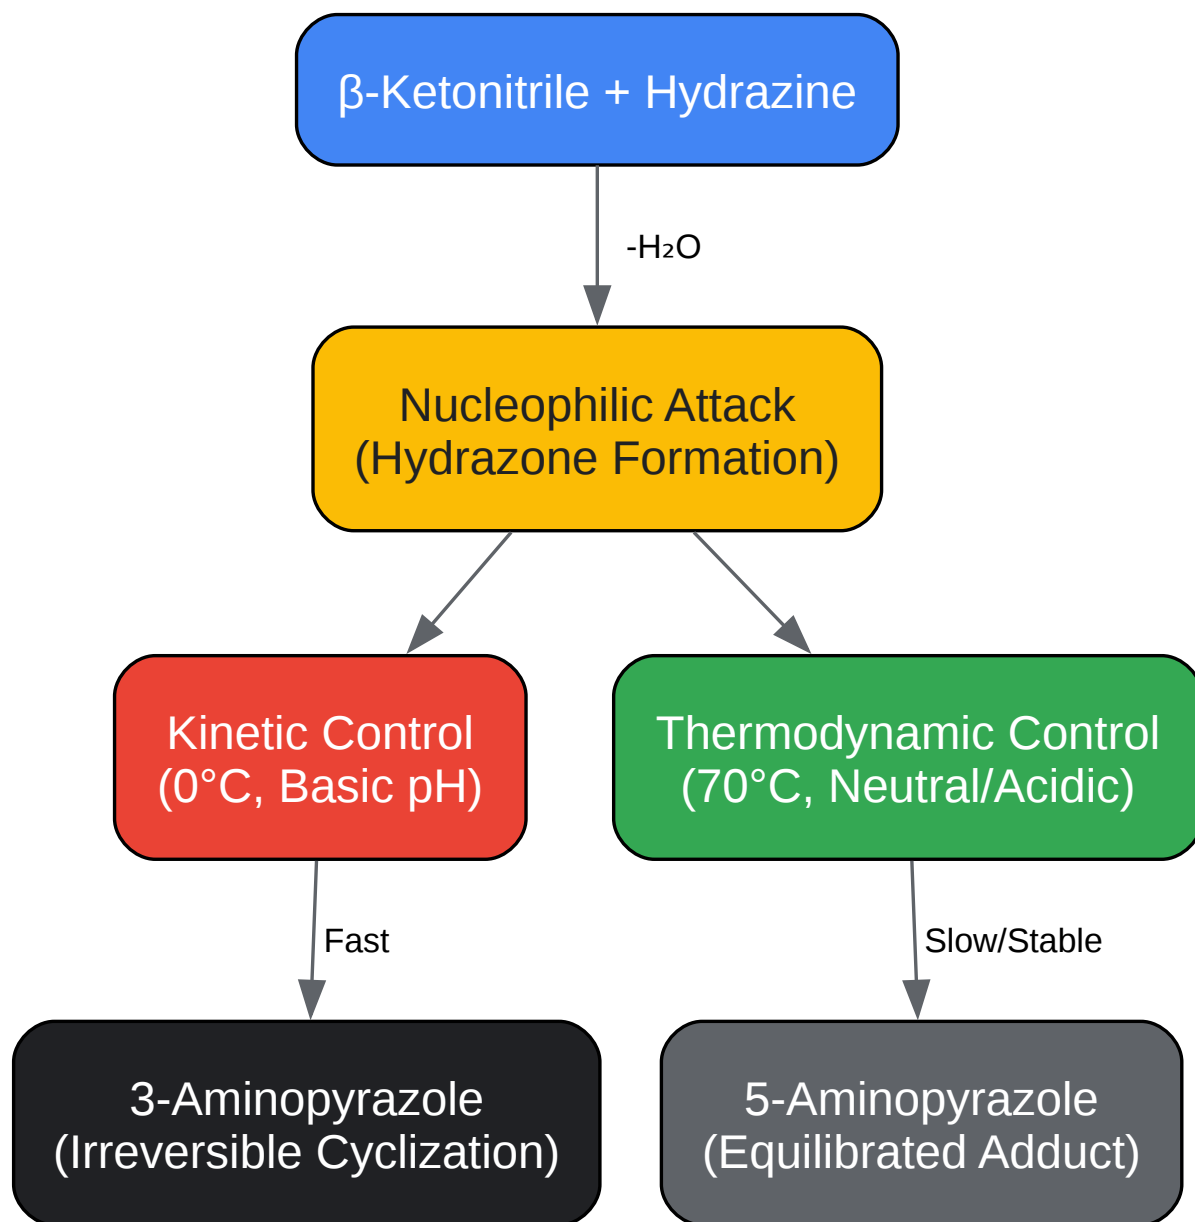 β-Ketonitrile + Hydrazine
-H₂O
Nucleophilic Attack
(Hydrazone Formation)
Kinetic Control
(0°C, Basic pH)
Thermodynamic Control
(70°C, Neutral/Acidic)
Fast
Slow/Stable
3-Aminopyrazole
(Irreversible Cyclization)
5-Aminopyrazole
(Equilibrated Adduct)